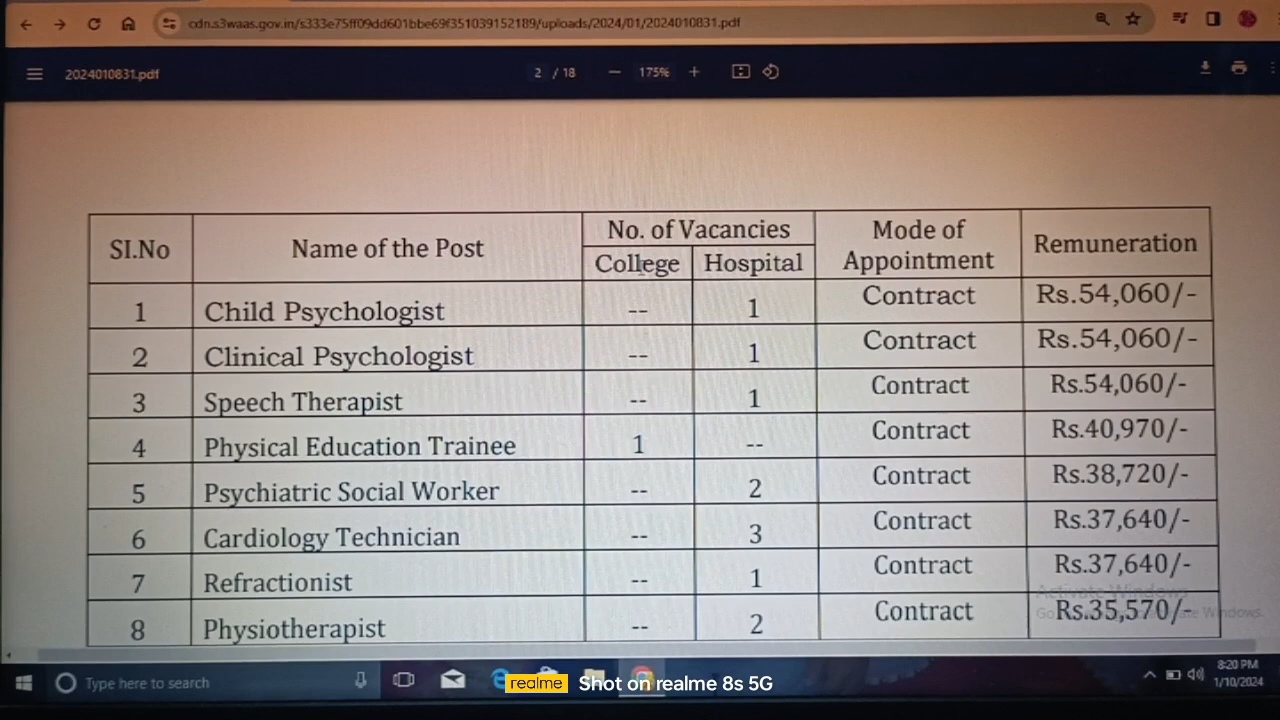 cdn.s3waas.gov.in/s333e75ff09dd601bbe69f351039152189/uploads/2024/01/2024010831.pdf
2024010831.pdf
2 / 18
175%
SI.No Name of the Post No. of Vacancies Mode of Appointment Remuneration
College Hospital
1 Child Psychologist -- 1 Contract Rs.54,060/-
2 Clinical Psychologist -- 1 Contract Rs.54,060/-
3 Speech Therapist -- 1 Contract Rs.54,060/-
4 Physical Education Trainee 1 -- Contract Rs.40,970/-
5 Psychiatric Social Worker -- 2 Contract Rs.38,720/-
6 Cardiology Technician -- 3 Contract Rs.37,640/-
7 Refractionist -- 1 Contract Rs.37,640/-
Activate Windows
8 Physiotherapist -- 2 Contract Rs.35,570/-
Windows.
Type here to search
8:20 PM
1/10/2024
realme Shot on realme 8s 5G